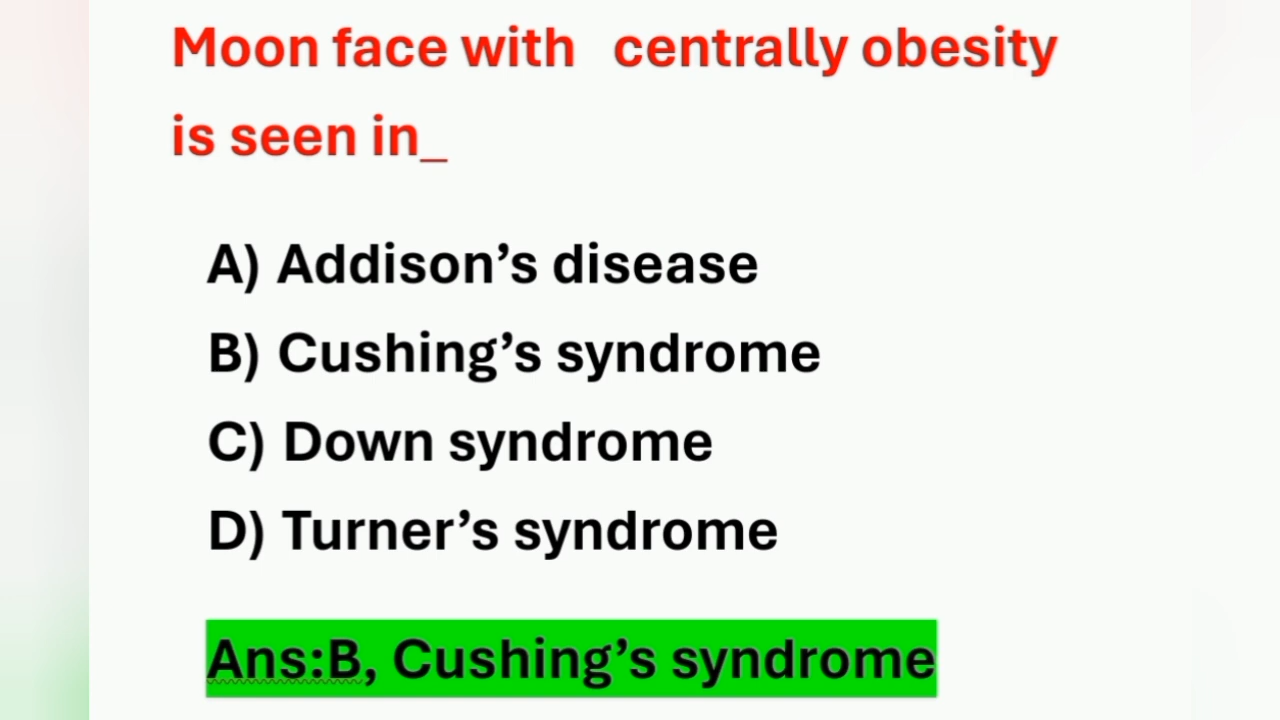 Moon face with centrally obesity
is seen in_
A) Addison’s disease
B) Cushing’s syndrome
C) Down syndrome
D) Turner’s syndrome
Ans:B, Cushing’s syndrome